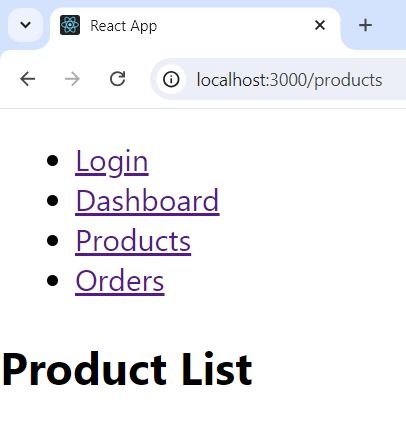 React App
localhost:3000/products
Login
Dashboard
Products
Orders
Product List